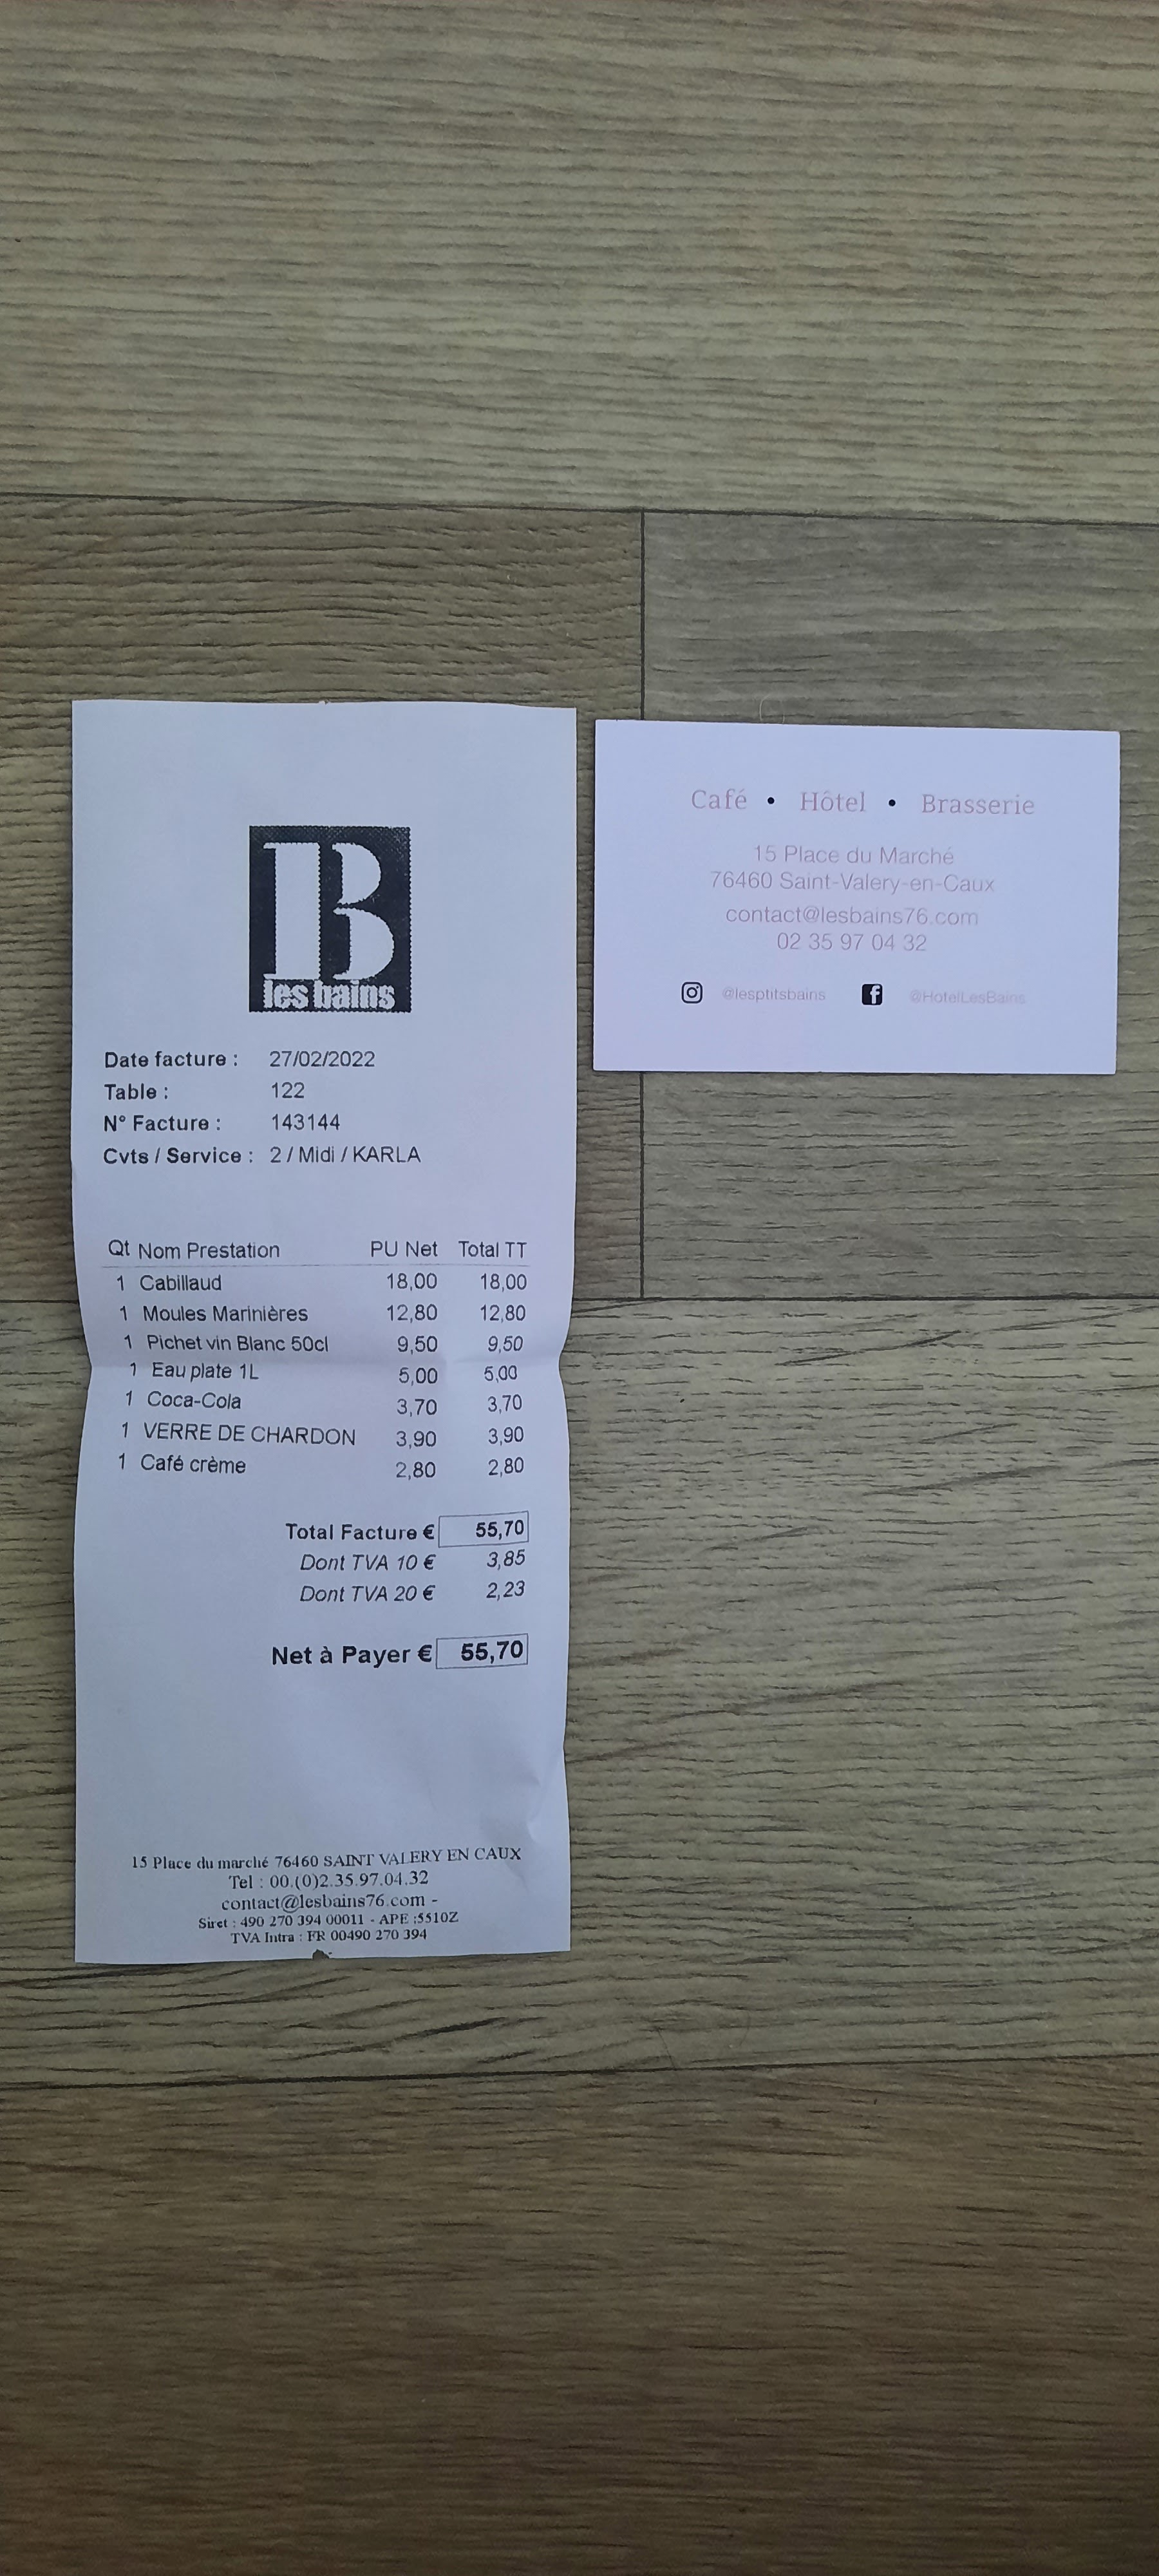 B
les bains
Date facture : 27/02/2022
Table : 122
N° Facture : 143144
Cvts / Service : 2 / Midi / KARLA
Qt Nom Prestation PU Net Total TT
1 Cabillaud 18,00 18,00
1 Moules Marinières 12,80 12,80
1 Pichet vin Blanc 50cl 9,50 9,50
1 Eau plate 1L 5,00 5,00
1 Coca-Cola 3,70 3,70
1 VERRE DE CHARDON 3,90 3,90
1 Café crème 2,80 2,80
Total Facture € 55,70
Dont TVA 10 € 3,85
Dont TVA 20 € 2,23
Net à Payer € 55,70
15 Place du marché 76460 SAINT VALERY EN CAUX
Tel : 00.(0)2.35.97.04.32
contact@lesbains76.com -
Siret : 490 270 394 00011 - APE :5510Z
TVA Intra : FR 00490 270 394
Café • Hôtel • Brasserie
15 Place du Marché
76460 Saint-Valery-en-Caux
contact@lesbains76.com
02 35 97 04 32
@lesptitsbains @HotelLesBains